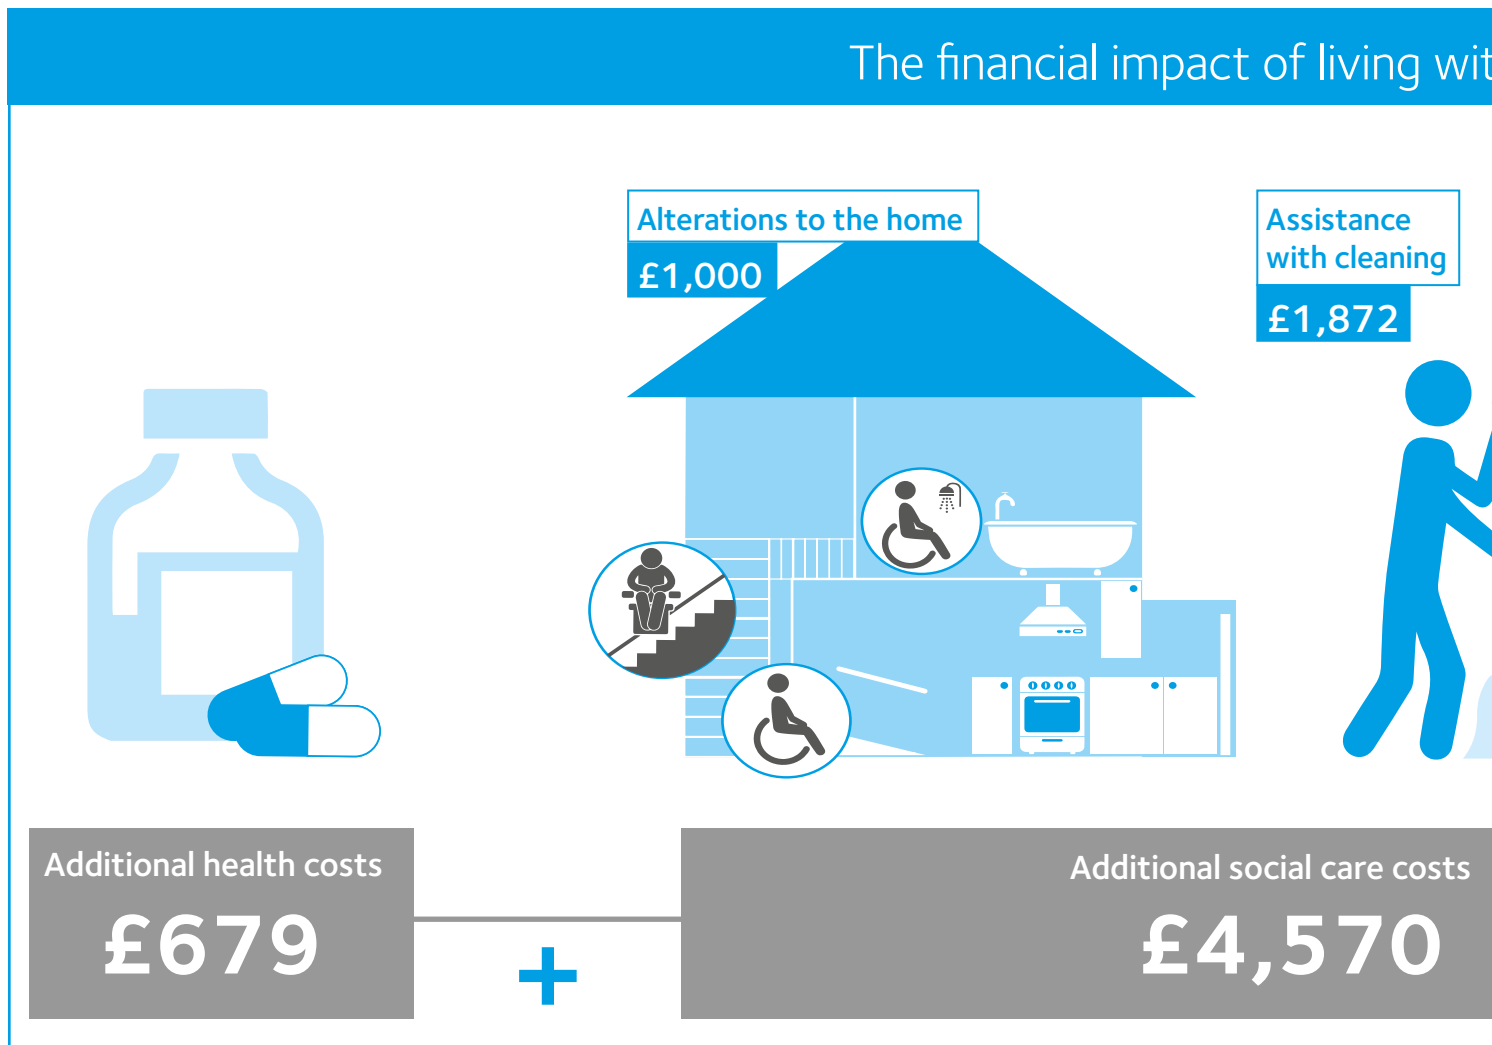 The financial impact of living wit
Alterations to the home
£1,000
Assistance
with cleaning
£1,872
Additional health costs
£679
+
Additional social care costs
£4,570